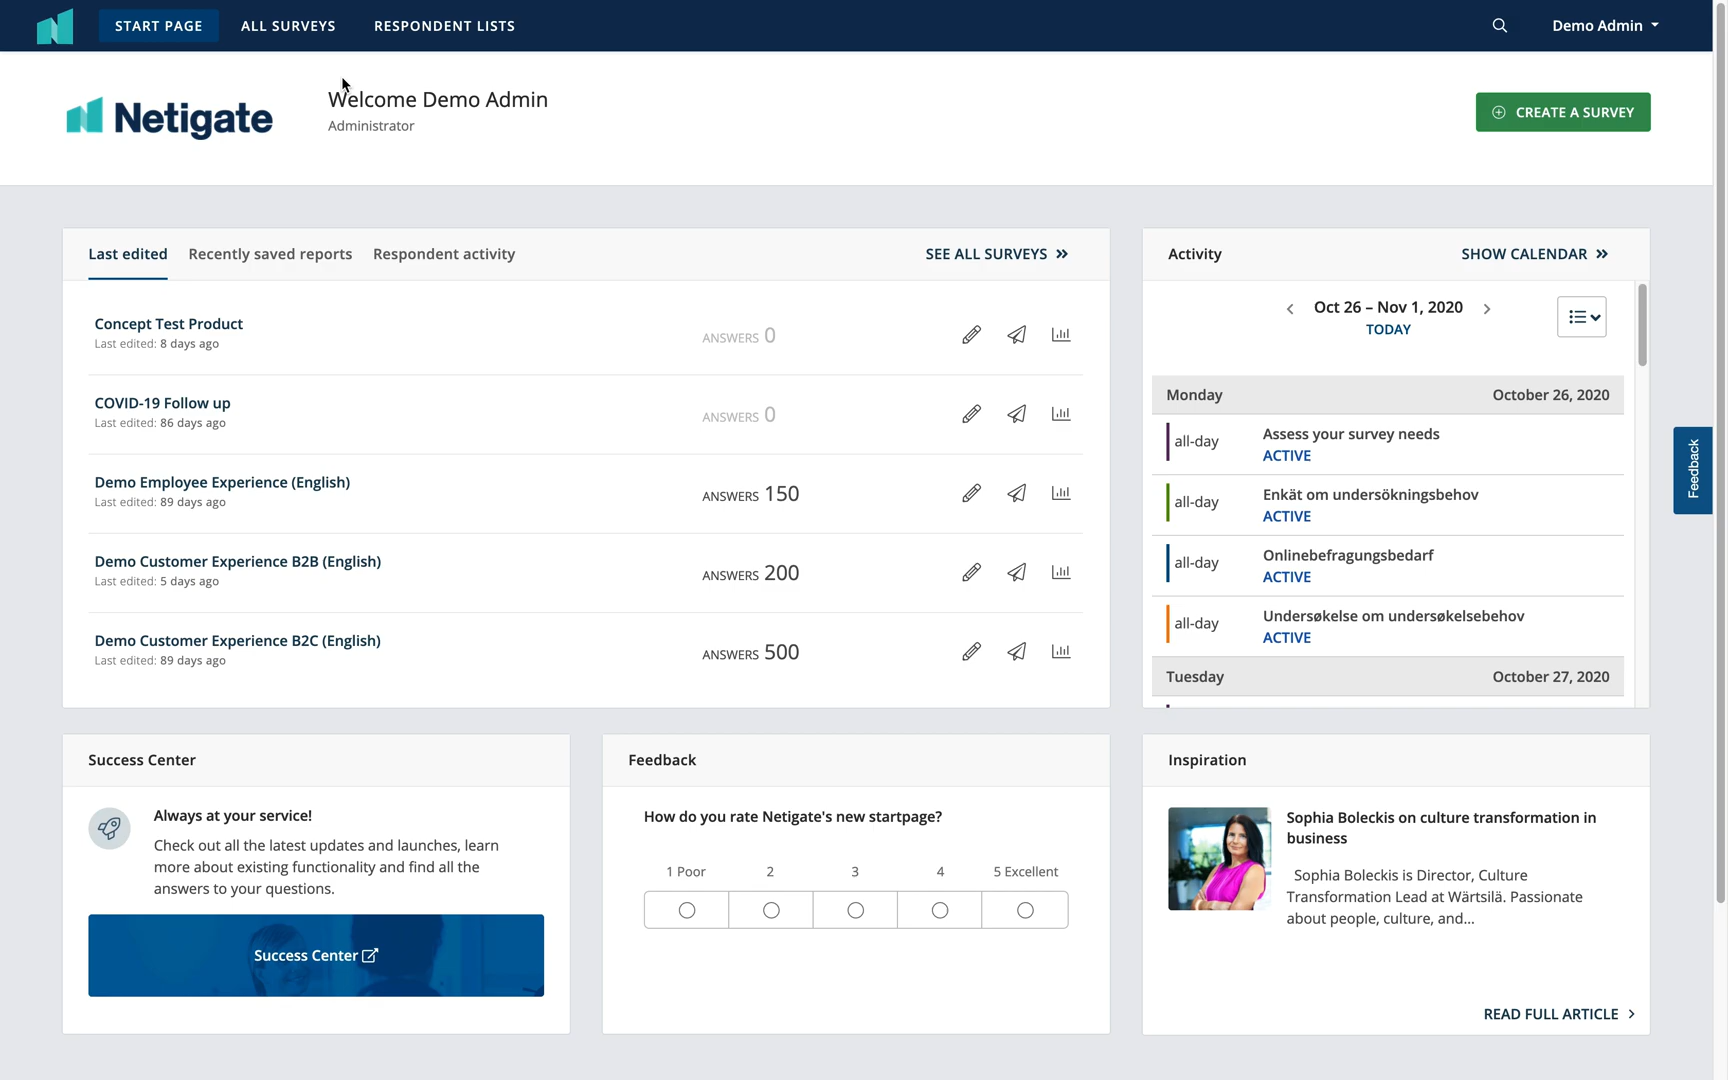 START PAGE ALL SURVEYS RESPONDENT LISTS Demo Admin
Netigate
Welcome Demo Admin
Administrator
CREATE A SURVEY
Last edited Recently saved reports Respondent activity SEE ALL SURVEYS »
Concept Test Product
Last edited: 8 days ago
ANSWERS 0
COVID-19 Follow up
Last edited: 86 days ago
ANSWERS 0
Demo Employee Experience (English)
Last edited: 89 days ago
ANSWERS 150
Demo Customer Experience B2B (English)
Last edited: 5 days ago
ANSWERS 200
Demo Customer Experience B2C (English)
Last edited: 89 days ago
ANSWERS 500
Activity SHOW CALENDAR »
Oct 26 – Nov 1, 2020
TODAY
Monday October 26, 2020
all-day Assess your survey needs
ACTIVE
all-day Enkät om undersökningsbehov
ACTIVE
all-day Onlinebefragungsbedarf
ACTIVE
all-day Undersøkelse om undersøkelsebehov
ACTIVE
Tuesday October 27, 2020
Feedback
Success Center
Always at your service!
Check out all the latest updates and launches, learn
more about existing functionality and find all the
answers to your questions.
Success Center
Feedback
How do you rate Netigate's new startpage?
1 Poor 2 3 4 5 Excellent
Inspiration
Sophia Boleckis on culture transformation in
business
Sophia Boleckis is Director, Culture
Transformation Lead at Wärtsilä. Passionate
about people, culture, and...
READ FULL ARTICLE >